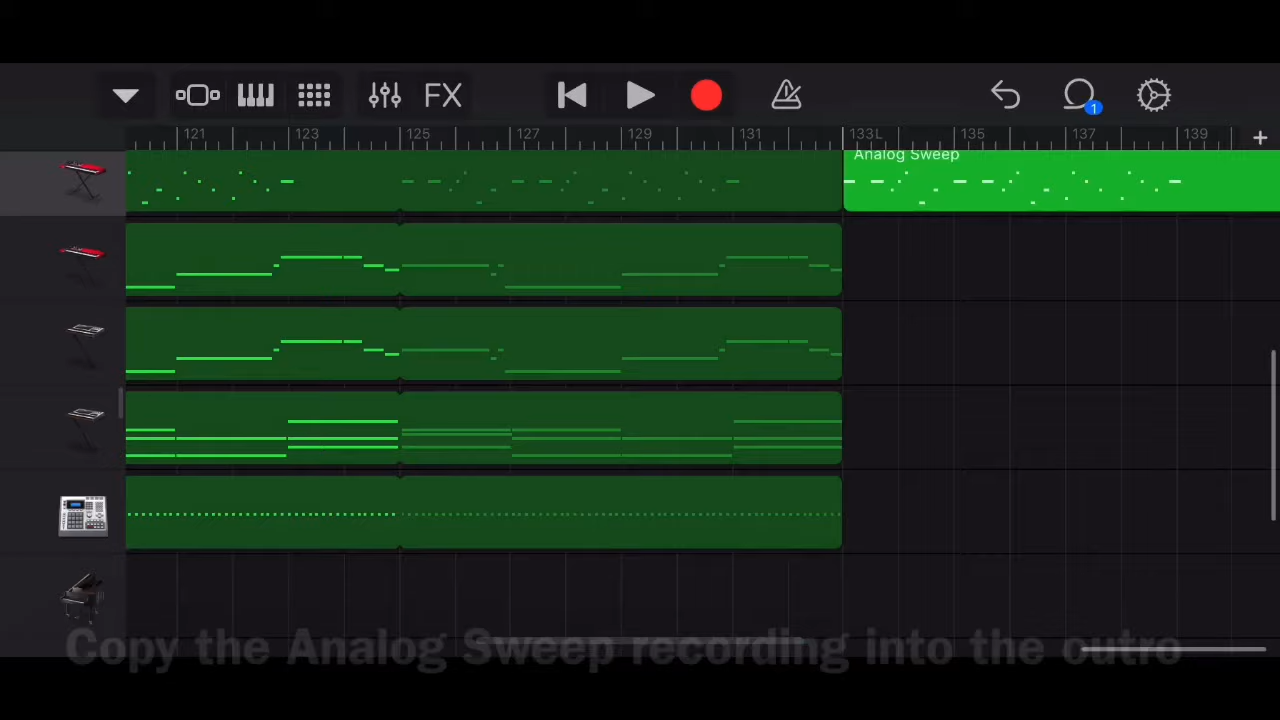 FX
1
121 123 125 127 129 131 133L 135 137 139 +
Analog Sweep
Copy the Analog Sweep recording into the outro